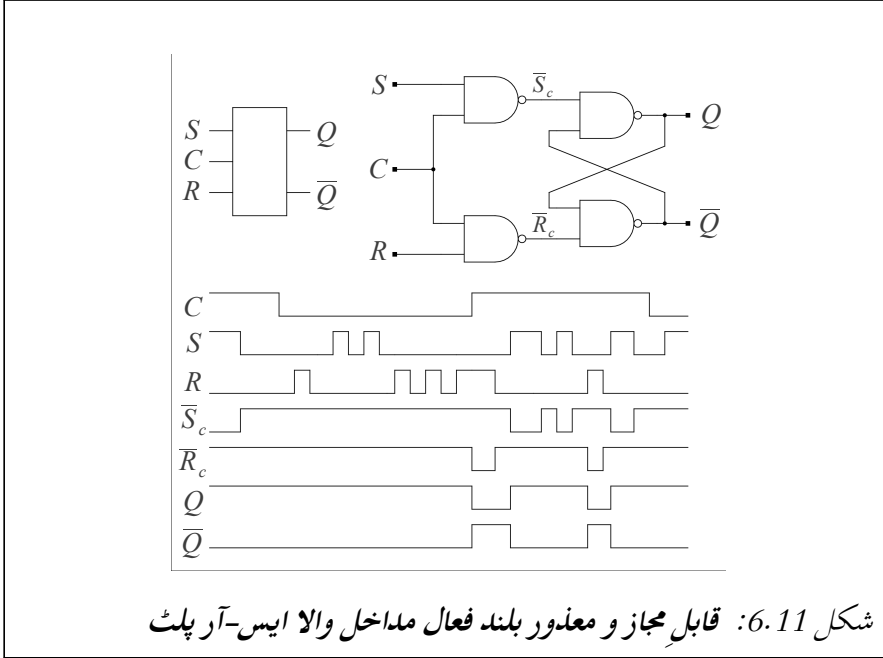 S C R Q Q̅
S C R S̅c R̅c Q Q̅
C
S
R
S̅c
R̅c
Q
Q̅
شکل 6.11: قابلِ مجاز و معذور بلند فعال مداخل والا ایس-آر پلٹ